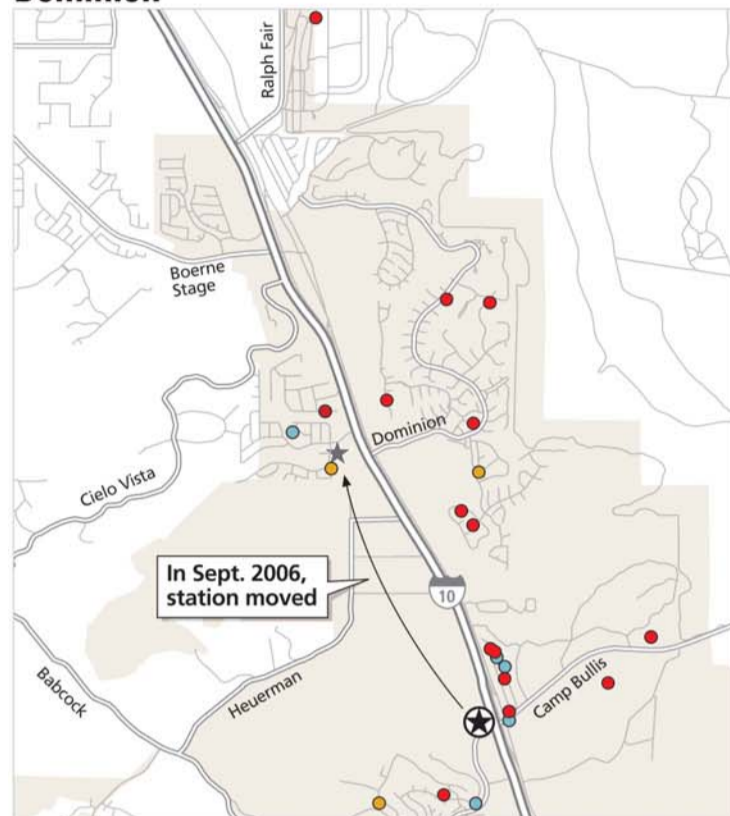 Dominion
Ralph Fair
Boerne
Stage
Dominion
Cielo Vista
In Sept. 2006,
station moved
10
Camp Bullis
Heuerman
Babcock